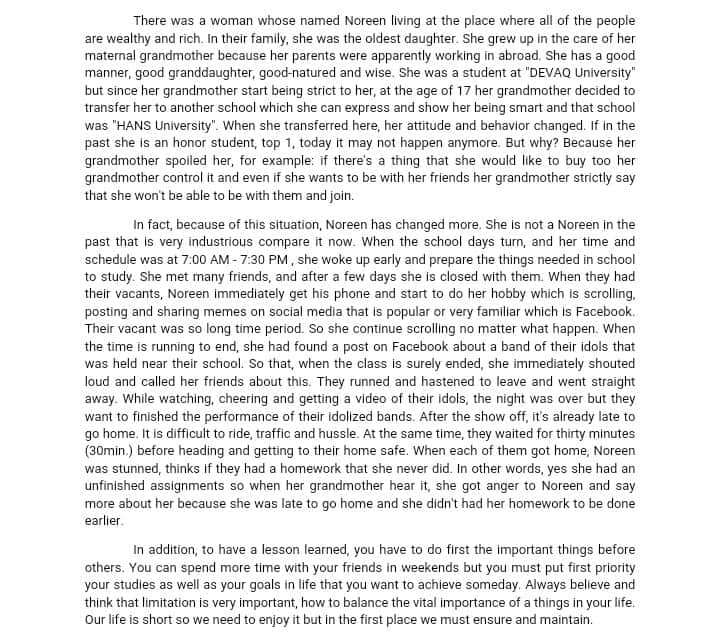 There was a woman whose named Noreen living at the place where all of the people
are wealthy and rich. In their family, she was the oldest daughter. She grew up in the care of her
maternal grandmother because her parents were apparently working in abroad. She has a good
manner, good granddaughter, good-natured and wise. She was a student at "DEVAQ University"
but since her grandmother start being strict to her, at the age of 17 her grandmother decided to
transfer her to another school which she can express and show her being smart and that school
was "HANS University". When she transferred here, her attitude and behavior changed. If in the
past she is an honor student, top 1, today it may not happen anymore. But why? Because her
grandmother spoiled her, for example: if there's a thing that she would like to buy too her
grandmother control it and even if she wants to be with her friends her grandmother strictly say
that she won't be able to be with them and join.
In fact, because of this situation, Noreen has changed more. She is not a Noreen in the
past that is very industrious compare it now. When the school days turn, and her time and
schedule was at 7:00 AM - 7:30 PM , she woke up early and prepare the things needed in school
to study. She met many friends, and after a few days she is closed with them. When they had
their vacants, Noreen immediately get his phone and start to do her hobby which is scrolling,
posting and sharing memes on social media that is popular or very familiar which is Facebook.
Their vacant was so long time period. So she continue scrolling no matter what happen. When
the time is running to end, she had found a post on Facebook about a band of their idols that
was held near their school. So that, when the class is surely ended, she immediately shouted
loud and called her friends about this. They runned and hastened to leave and went straight
away. While watching, cheering and getting a video of their idols, the night was over but they
want to finished the performance of their idolized bands. After the show off, it's already late to
go home. It is difficult to ride, traffic and hussle. At the same time, they waited for thirty minutes
(30min.) before heading and getting to their home safe. When each of them got home, Noreen
was stunned, thinks if they had a homework that she never did. In other words, yes she had an
unfinished assignments so when her grandmother hear it, she got anger to Noreen and say
more about her because she was late to go home and she didn't had her homework to be done
earlier.
In addition, to have a lesson learned, you have to do first the important things before
others. You can spend more time with your friends in weekends but you must put first priority
your studies as well as your goals in life that you want to achieve someday. Always believe and
think that limitation is very important, how to balance the vital importance of a things in your life.
Our life is short so we need to enjoy it but in the first place we must ensure and maintain.